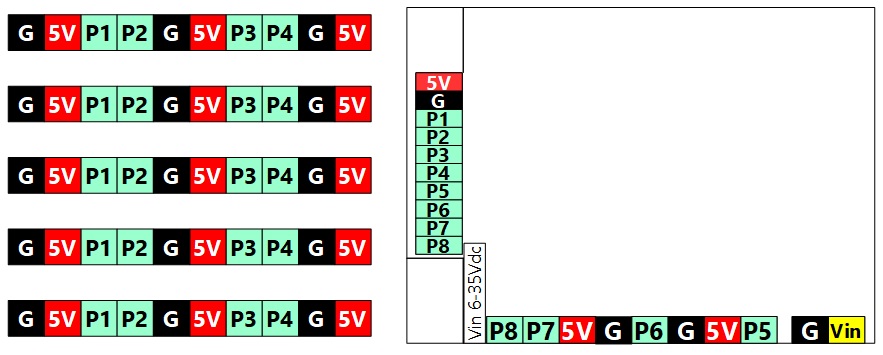 G 5V P1 P2 G 5V P3 P4 G 5V
G 5V P1 P2 G 5V P3 P4 G 5V
G 5V P1 P2 G 5V P3 P4 G 5V
G 5V P1 P2 G 5V P3 P4 G 5V
G 5V P1 P2 G 5V P3 P4 G 5V
5V
G
P1
P2
P3
P4
P5
P6
P7
P8
Vin 6-35Vdc
P8 P7 5V G P6 G 5V P5 G Vin